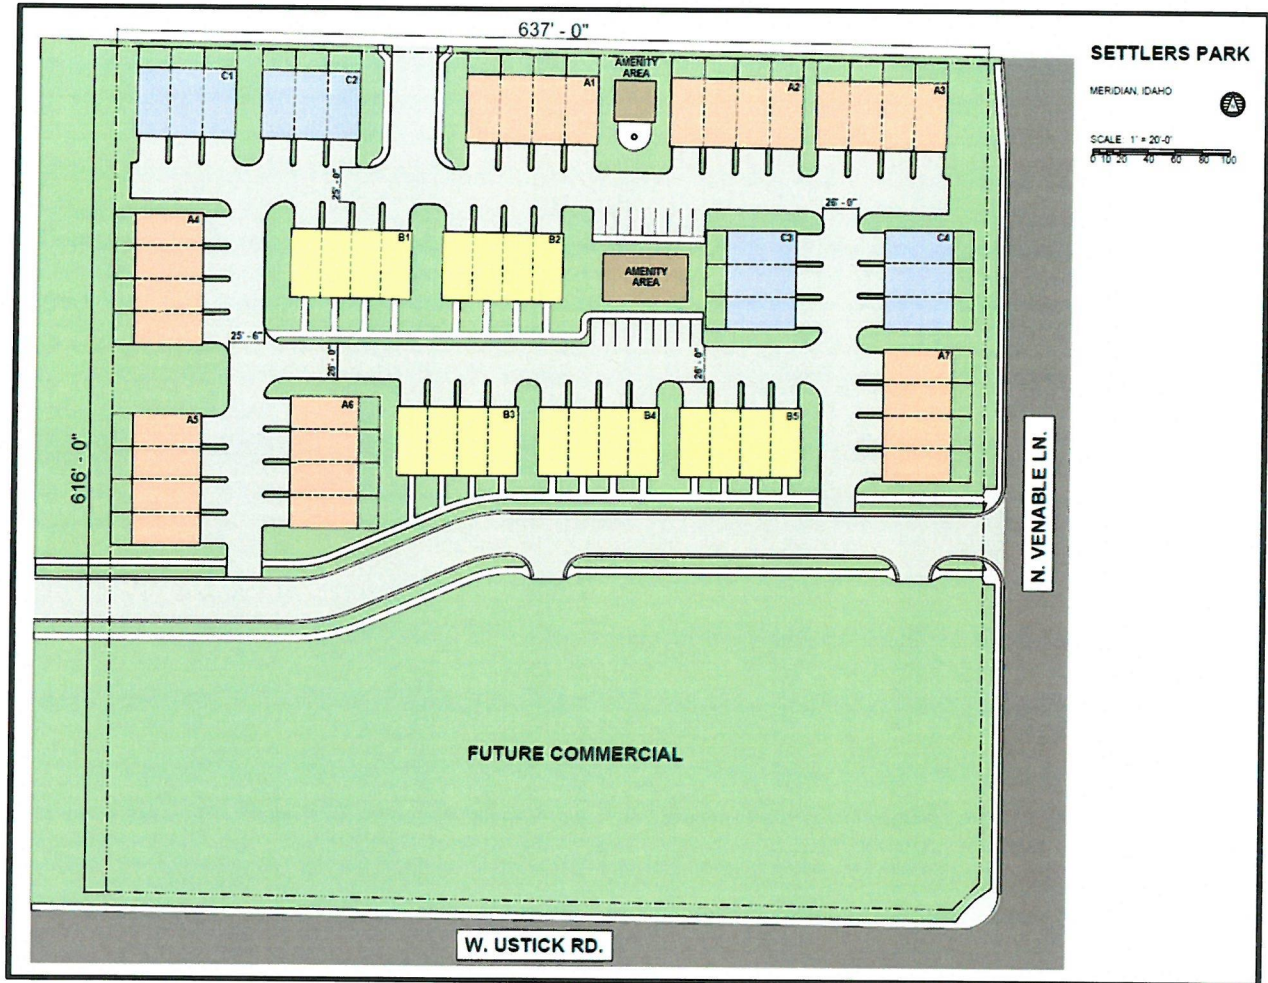 637' - 0"
SETTLERS PARK
MERIDIAN, IDAHO
SCALE: 1" = 20'-0"
0 10 20 40 60 80 100
C1
C2
A1
AMENITY
AREA
A2
A3
25' - 0"
26' - 0"
A4
B1
B2
AMENITY
AREA
C3
C4
25' - 6"
26' - 0"
26' - 0"
A7
A5
A6
B3
B4
B5
616' - 0"
N. VENABLE LN.
FUTURE COMMERCIAL
W. USTICK RD.